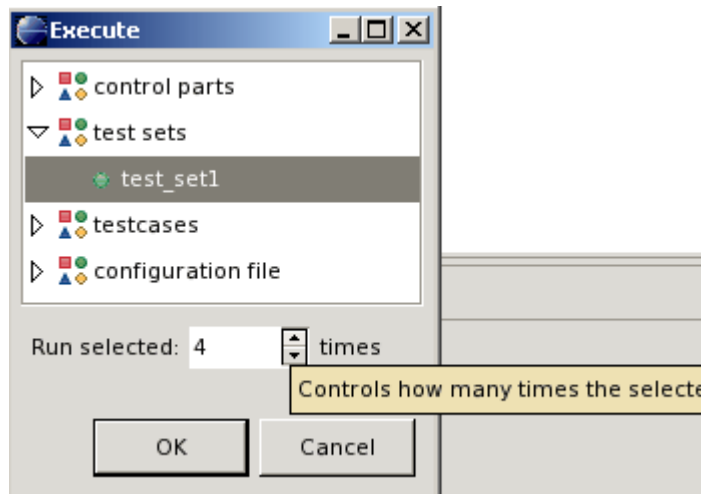 Execute
control parts
test sets
test_set1
testcases
configuration file
Run selected: 4 times
Controls how many times the selecte
OK Cancel